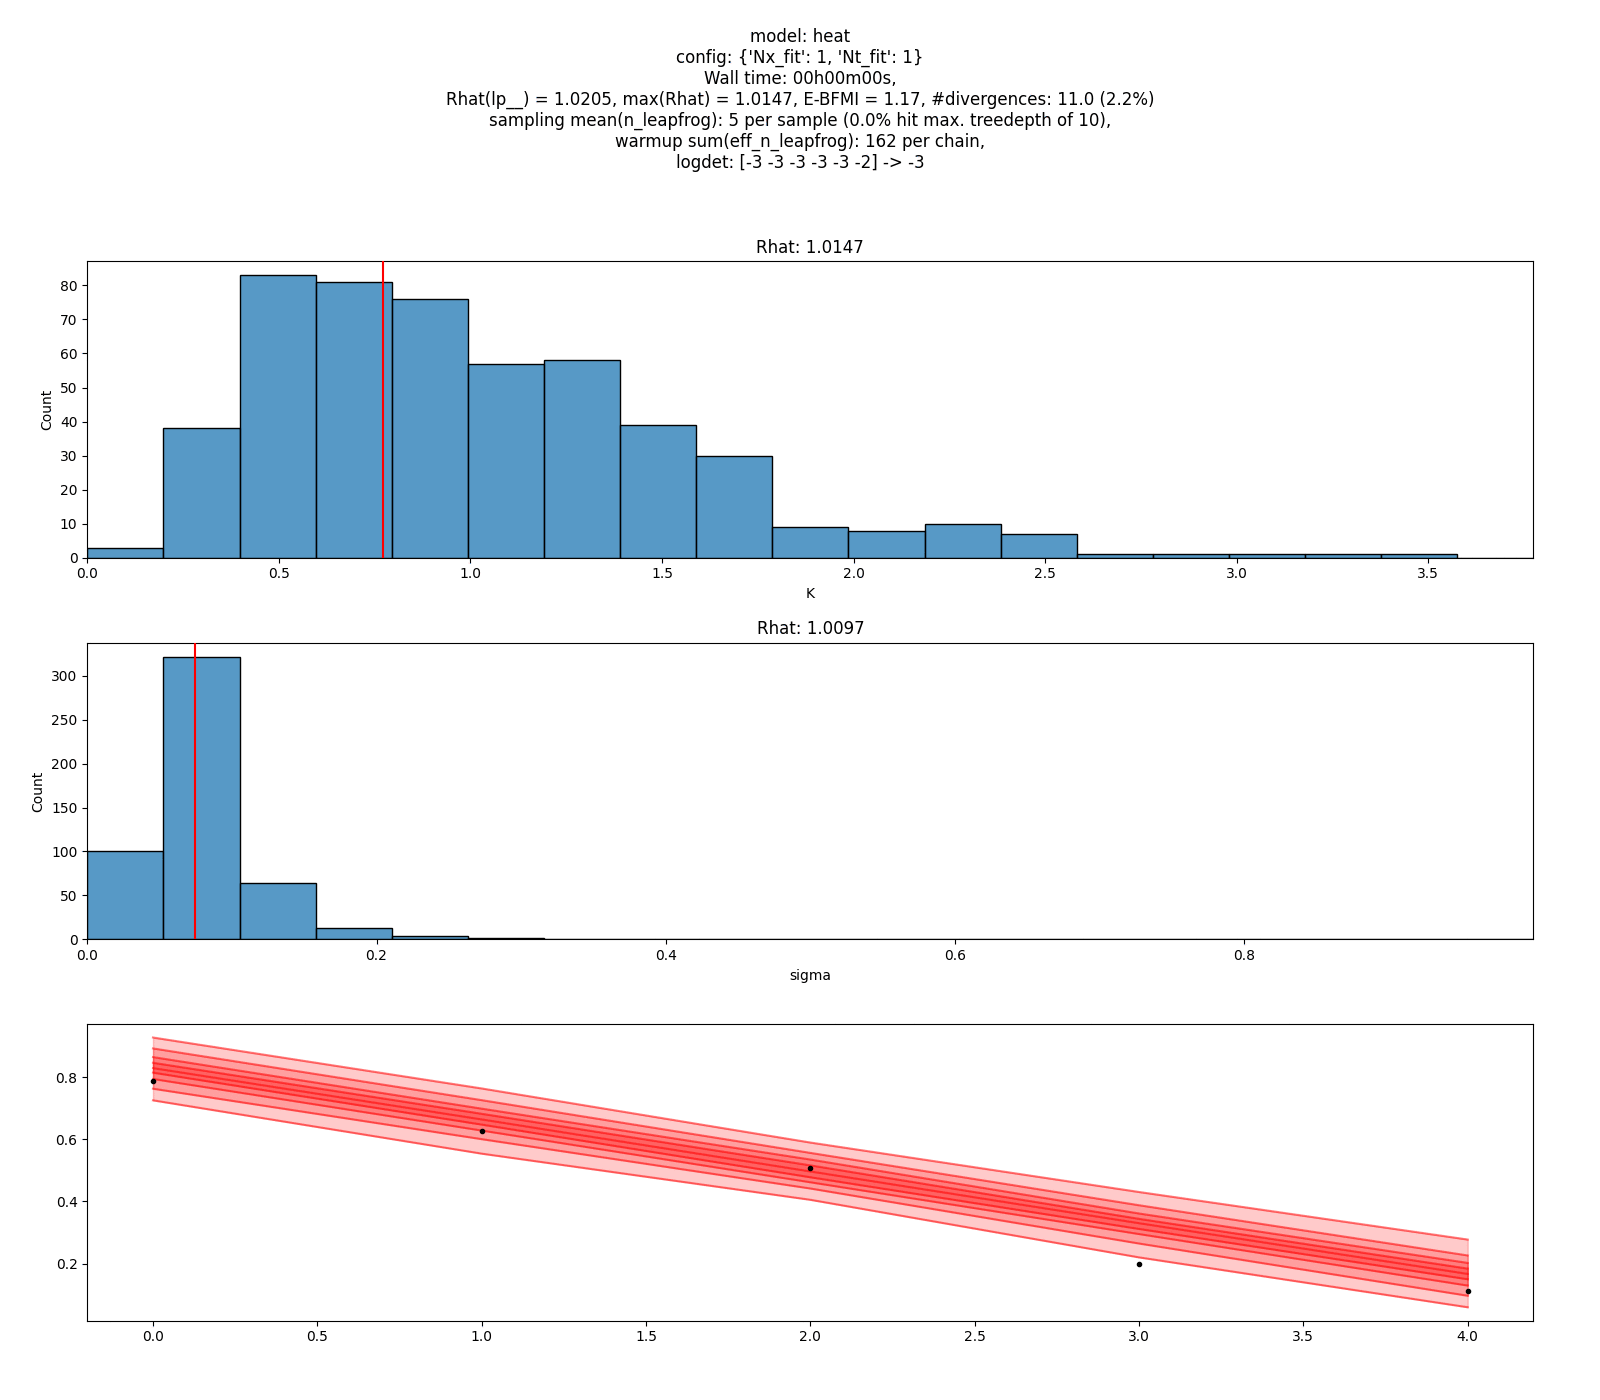 model: heat
config: {'Nx_fit': 1, 'Nt_fit': 1}
Wall time: 00h00m00s,
Rhat(lp__) = 1.0205, max(Rhat) = 1.0147, E-BFMI = 1.17, #divergences: 11.0 (2.2%)
sampling mean(n_leapfrog): 5 per sample (0.0% hit max. treedepth of 10),
warmup sum(eff_n_leapfrog): 162 per chain,
logdet: [-3 -3 -3 -3 -3 -2] -> -3
Rhat: 1.0147
80
70
60
50
40
30
20
10
0
Count
0.0 0.5 1.0 1.5 2.0 2.5 3.0 3.5
K
Rhat: 1.0097
300
250
200
150
100
50
0
Count
0.0 0.2 0.4 0.6 0.8
sigma
0.8
0.6
0.4
0.2
0.0 0.5 1.0 1.5 2.0 2.5 3.0 3.5 4.0